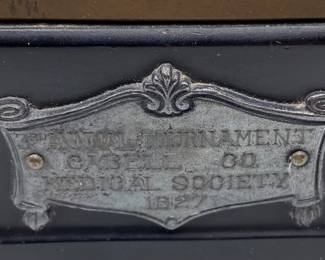 ANNUAL TOURNAMENT
CABELL CO.
MEDICAL SOCIETY
1927